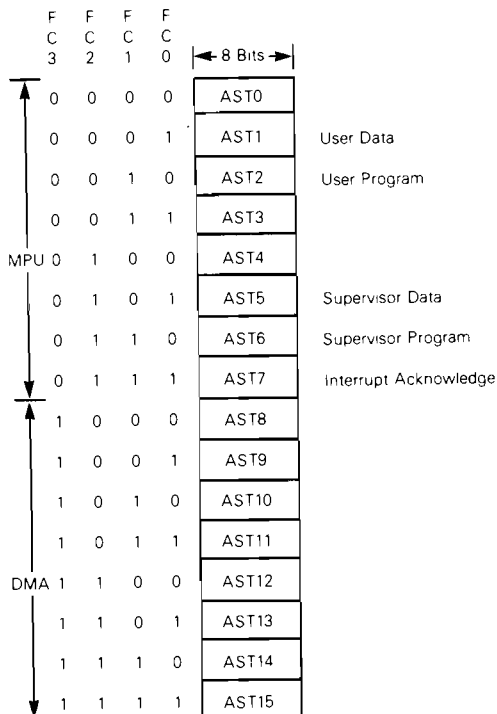 F F F F
C C C C
3 2 1 0 8 Bits
0 0 0 0 AST0
0 0 0 1 AST1 User Data
0 0 1 0 AST2 User Program
0 0 1 1 AST3
MPU 0 1 0 0 AST4
0 1 0 1 AST5 Supervisor Data
0 1 1 0 AST6 Supervisor Program
0 1 1 1 AST7 Interrupt Acknowledge
1 0 0 0 AST8
1 0 0 1 AST9
1 0 1 0 AST10
1 0 1 1 AST11
DMA 1 1 0 0 AST12
1 1 0 1 AST13
1 1 1 0 AST14
1 1 1 1 AST15